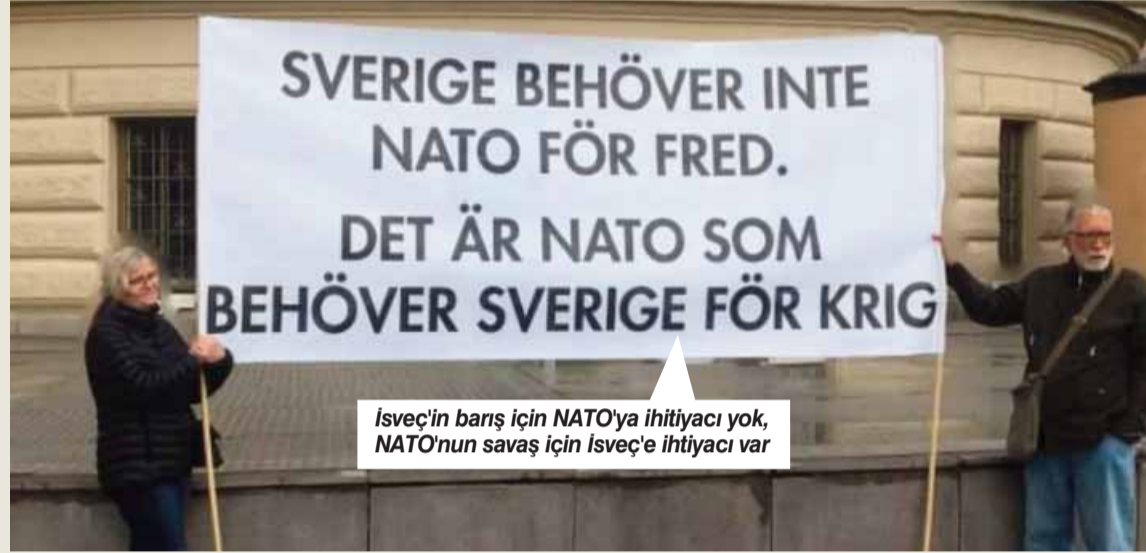 SVERIGE BEHÖVER INTE
NATO FÖR FRED.
DET ÄR NATO SOM
BEHÖVER SVERIGE FÖR KRIG
İsveç'in barış için NATO'ya ihitiyacı yok,
NATO'nun savaş için İsveç'e ihtiyacı var